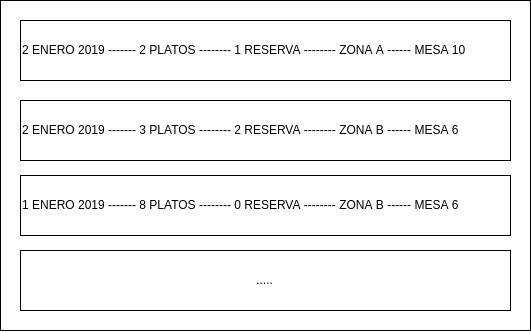 2 ENERO 2019 ------- 2 PLATOS -------- 1 RESERVA -------- ZONA A ------ MESA 10
2 ENERO 2019 ------- 3 PLATOS -------- 2 RESERVA -------- ZONA B ------ MESA 6
1 ENERO 2019 ------- 8 PLATOS -------- 0 RESERVA -------- ZONA B ------ MESA 6
.....